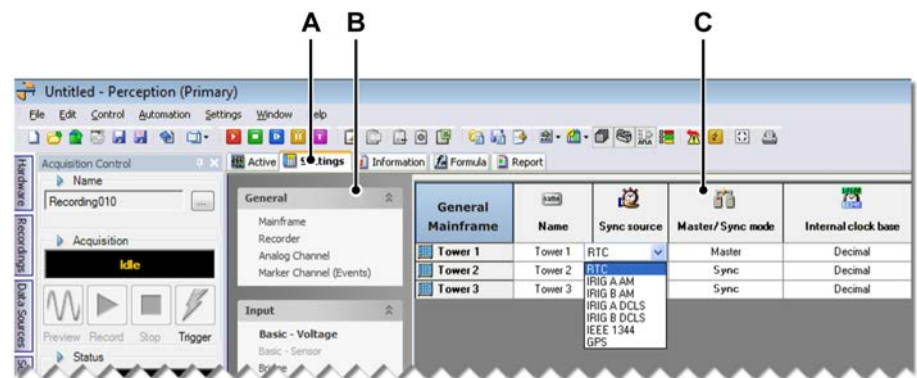 A B C
Untitled - Perception (Primary)
File Edit Control Automation Settings Window elp
Hardware
Recordings
Data Sources
Acquisition Control
Name
Recording010
...
Acquisition
Idle
Preview Record Stop Trigger
Status
Active Se tings Information Formula Report
General
Mainframe
Recorder
Analog Channel
Marker Channel (Events)
Input
Basic - Voltage
Basic - Sensor
Bridge
General Mainframe Name Sync source Master/Sync mode Internal clock base
Tower 1 Tower 1 RTC Master Decimal
Tower 2 Tower 2 Sync Decimal
Tower 3 Tower 3 Sync Decimal
RTC
IRIG A AM
IRIG B AM
IRIG A DCLS
IRIG B DCLS
IEEE 1344
GPS